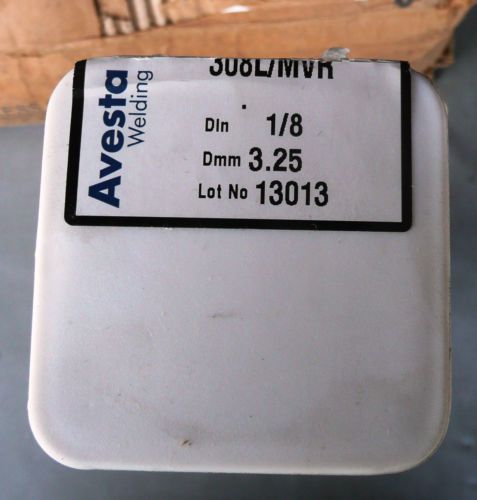 308L/MVR
Avesta
Welding
DIn 1/8
Dmm 3.25
Lot No 13013